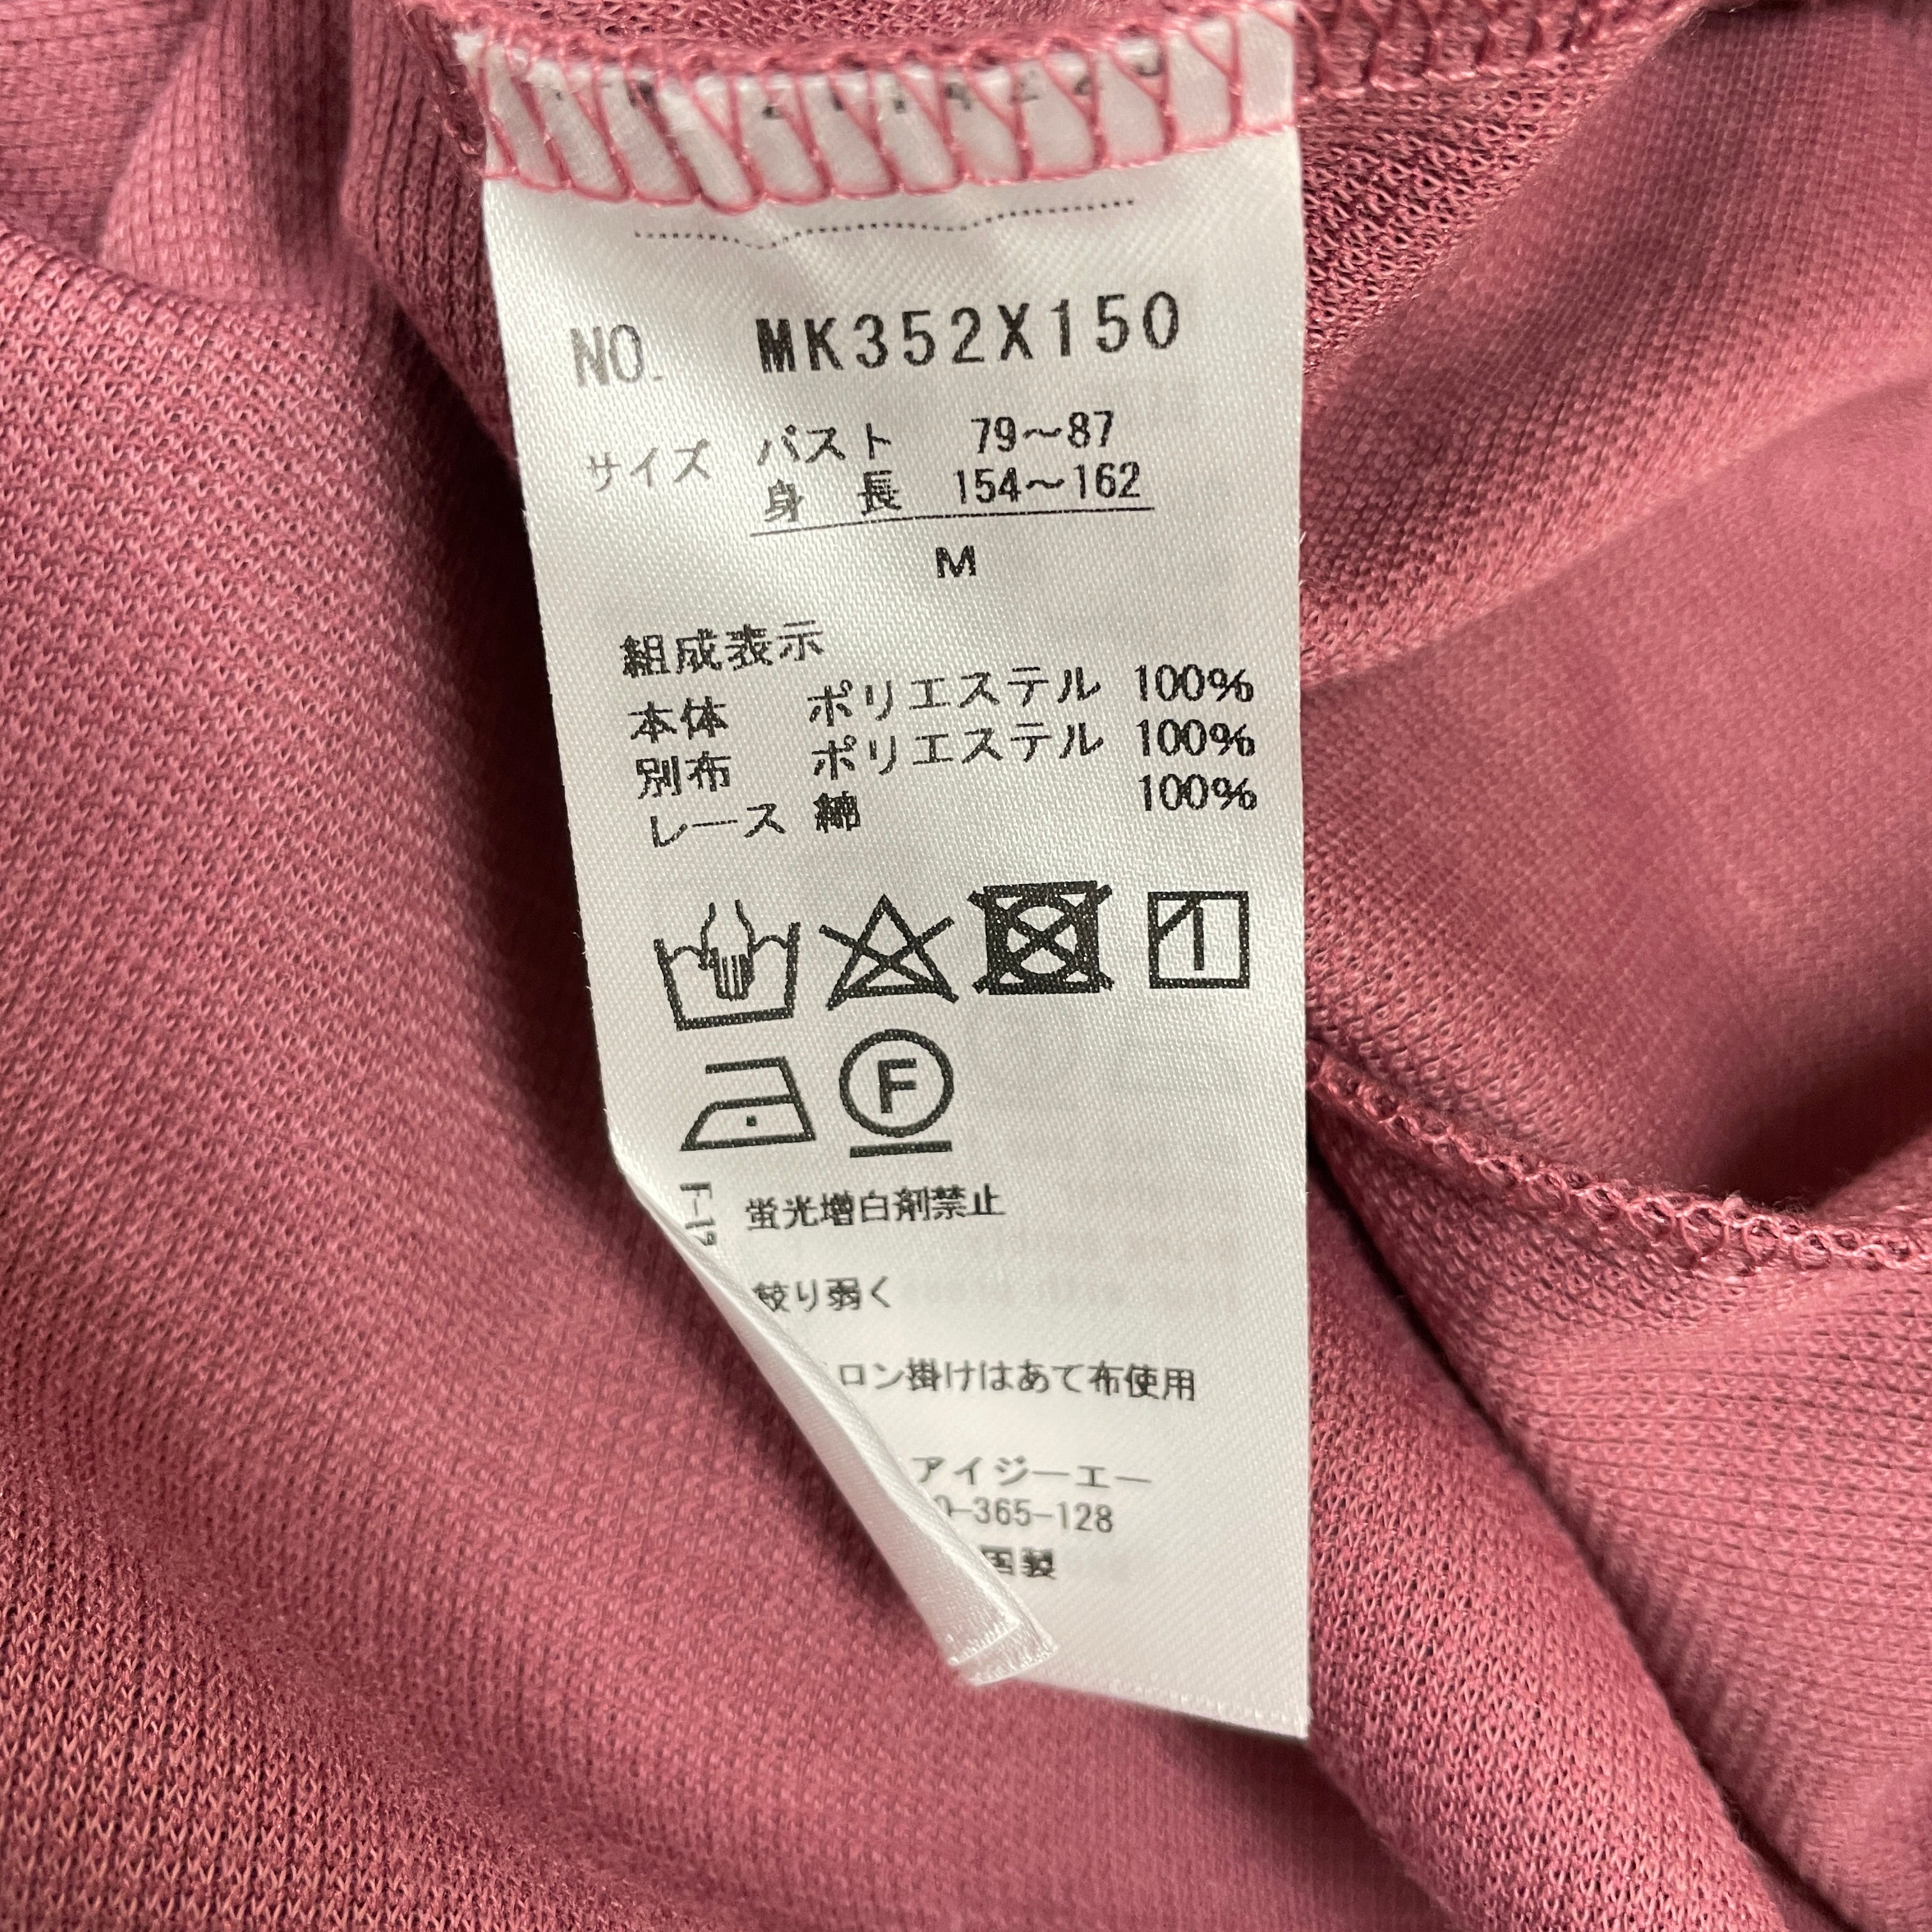 NO. MK352X150
サイズ バスト 79～87
身長 154～162
M
組成表示
本体 ポリエステル 100%
別布 ポリエステル 100%
レース 綿 100%
F
蛍光増白剤禁止
絞り弱く
ロン掛けはあて布使用
アイジーエー
0-365-128
国製